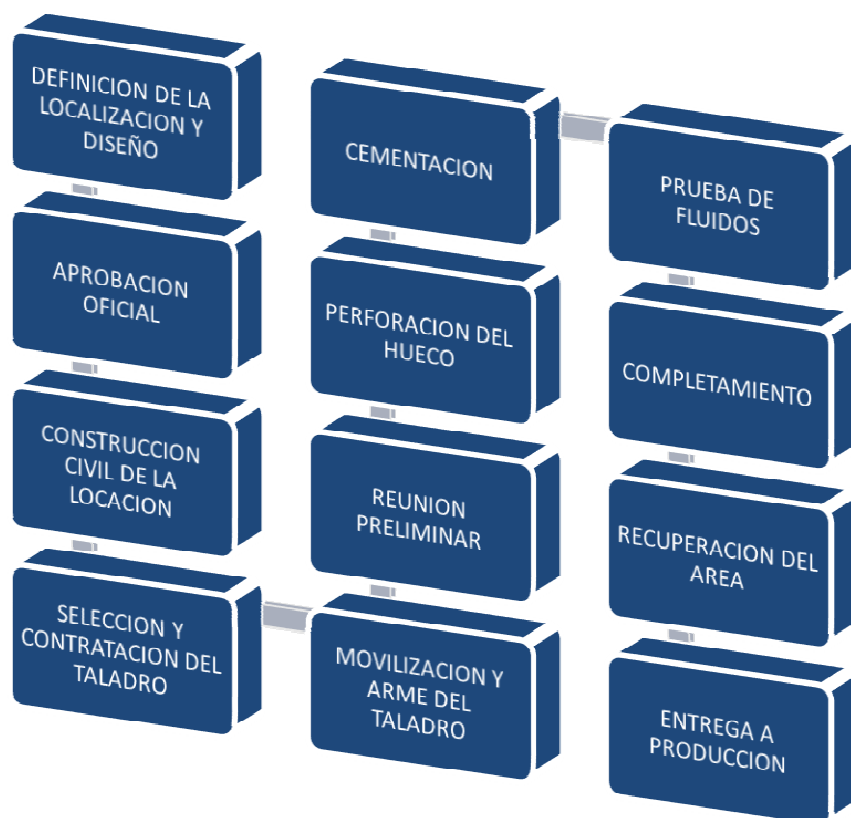 DEFINICION DE LA
LOCALIZACION Y
DISEÑO
APROBACION
OFICIAL
CONSTRUCCION
CIVIL DE LA
LOCACION
SELECCION Y
CONTRATACION DEL
TALADRO
MOVILIZACION Y
ARME DEL
TALADRO
REUNION
PRELIMINAR
PERFORACION DEL
HUECO
CEMENTACION
PRUEBA DE
FLUIDOS
COMPLETAMIENTO
RECUPERACION DEL
AREA
ENTREGA A
PRODUCCION